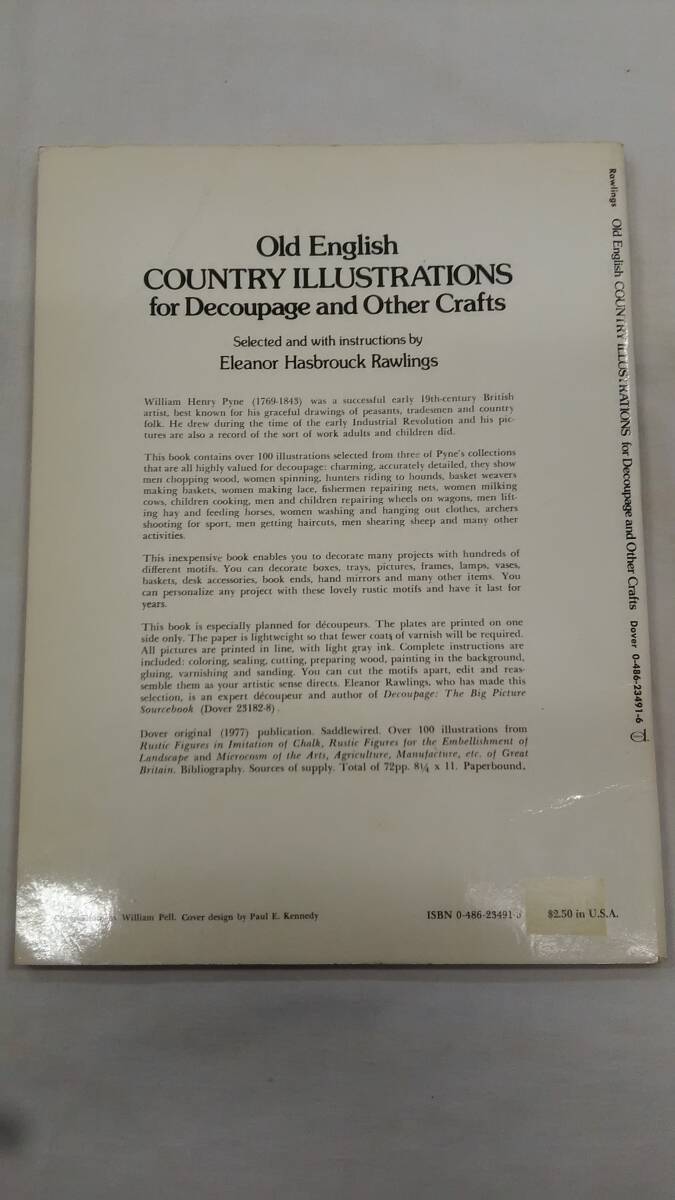 Old English
COUNTRY ILLUSTRATIONS
for Decoupage and Other Crafts
Selected and with instructions by
Eleanor Hasbrouck Rawlings
William Henry Pyne (1769-1843) was a successful early 19th-century British
artist, best known for his graceful drawings of peasants, tradesmen and country
folk. He drew during the time of the early Industrial Revolution and his pic-
tures are also a record of the sort of work adults and children did.
This book contains over 100 illustrations selected from three of Pyne's collections
that are all highly valued for decoupage: charming, accurately detailed, they show
men chopping wood, women spinning, hunters riding to hounds, basket weavers
making baskets, women making lace, fishermen repairing nets, women milking
cows, children cooking, men and children repairing wheels on wagons, men lift-
ing hay and feeding horses, women washing and hanging out clothes, archers
shooting for sport, men getting haircuts, men shearing sheep and many other
activities.
This inexpensive book enables you to decorate many projects with hundreds of
different motifs. You can decorate boxes, trays, pictures, frames, lamps, vases,
baskets, desk accessories, book ends, hand mirrors and many other items. You
can personalize any project with these lovely rustic motifs and have it last for
years.
This book is especially planned for découpeurs. The plates are printed on one
side only. The paper is lightweight so that fewer coats of varnish will be required.
All pictures are printed in line, with light gray ink. Complete instructions are
included: coloring, sealing, cutting, preparing wood, painting in the background,
gluing, varnishing and sanding. You can cut the motifs apart, edit and reas-
semble them as your artistic sense directs. Eleanor Rawlings, who has made this
selection, is an expert découpeur and author of Decoupage: The Big Picture
Sourcebook (Dover 23182-8).
Dover original (1977) publication. Saddlewired. Over 100 illustrations from
Rustic Figures in Imitation of Chalk, Rustic Figures for the Embellishment of
Landscape and Microcosm of the Arts, Agriculture, Manufacture, etc. of Great
Britain. Bibliography. Sources of supply. Total of 72pp. 8¼ x 11. Paperbound.
William Pell. Cover design by Paul E. Kennedy
ISBN 0-486-23491-6
$2.50 in U.S.A.
Rawlings Old English COUNTRY ILLUSTRATIONS for Decoupage and Other Crafts Dover 0-486-23491-6